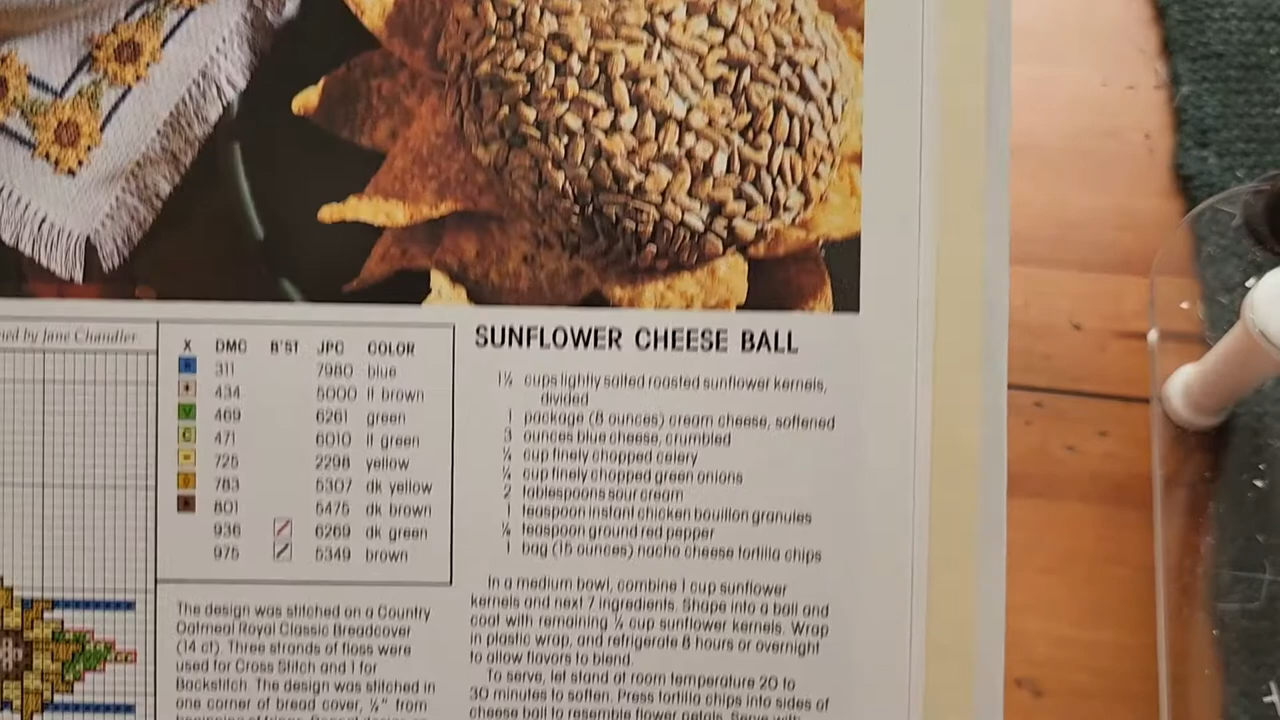 ned by Jane Chandler
X DMC B'ST JPC COLOR
311 7980 blue
434 5000 lt brown
469 6261 green
471 6010 lt green
725 2298 yellow
783 5307 dk yellow
801 5475 dk brown
936 6269 dk green
975 5349 brown
The design was stitched on a Country
Oatmeal Royal Classic Breadcover
(14 ct). Three strands of floss were
used for Cross Stitch and 1 for
Backstitch. The design was stitched in
one corner of bread cover, from
SUNFLOWER CHEESE BALL
cups lightly salted roasted sunflower kernels,
divided
1 package (8 ounces) cream cheese, softened
3 ounces blue cheese, crumbled
¼ cup finely chopped celery
¼ cup finely chopped green onions
2 tablespoons sour cream
1 teaspoon instant chicken bouillon granules
teaspoon ground red pepper
1 bag (15 ounces) nacho cheese tortilla chips
In a medium bowl, combine 1 cup sunflower
kernels and next 7 ingredients. Shape into a ball and
coat with remaining cup sunflower kernels. Wrap
in plastic wrap, and refrigerate 8 hours or overnight
to allow flavors to blend.
To serve, let stand at room temperature 20 to
30 minutes to soften. Press tortilla chips into sides of
cheese ball to resemble flower petals. Serve with